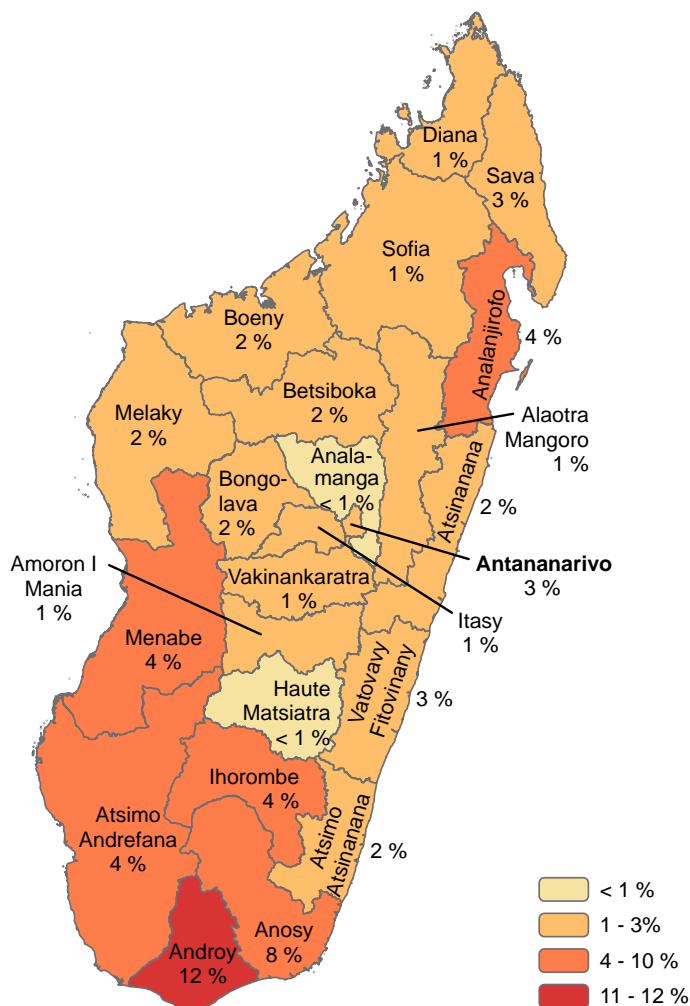 Diana
1 %
Sava
3 %
Sofia
1 %
Analanjirofo
4 %
Boeny
2 %
Betsiboka
2 %
Melaky
2 %
Alaotra
Mangoro
1 %
Anala-
manga
< 1 %
Bongo-
lava
2 %
Atsinanana
2 %
Antananarivo
3 %
Amoron I
Mania
1 %
Vakinankaratra
1 %
Itasy
1 %
Menabe
4 %
Haute
Matsiatra
< 1 %
Vatovavy
Fitovinany
3 %
Ihorombe
4 %
Atsimo
Andrefana
4 %
Atsimo
Atsinanana
2 %
Anosy
8 %
Androy
12 %
< 1 %
1 - 3%
4 - 10 %
11 - 12 %